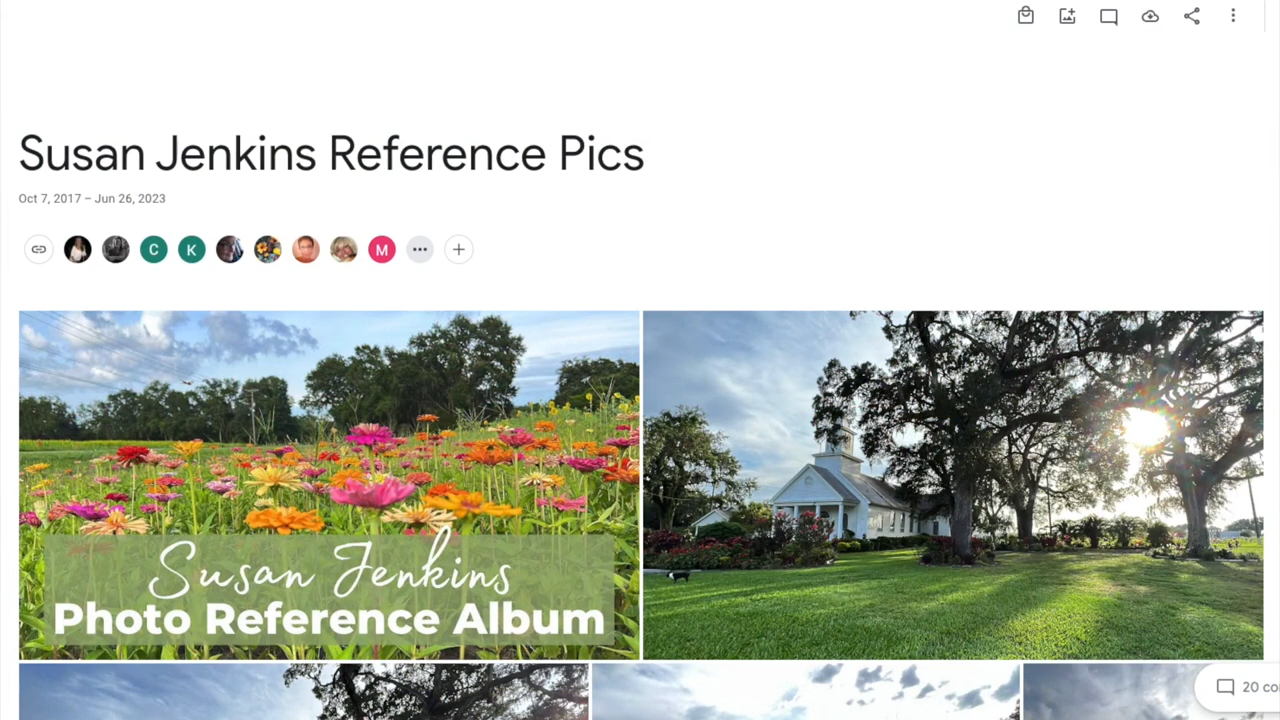 Susan Jenkins Reference Pics
Oct 7, 2017 – Jun 26, 2023
C
K
M
Susan Jenkins
Photo Reference Album
20 co